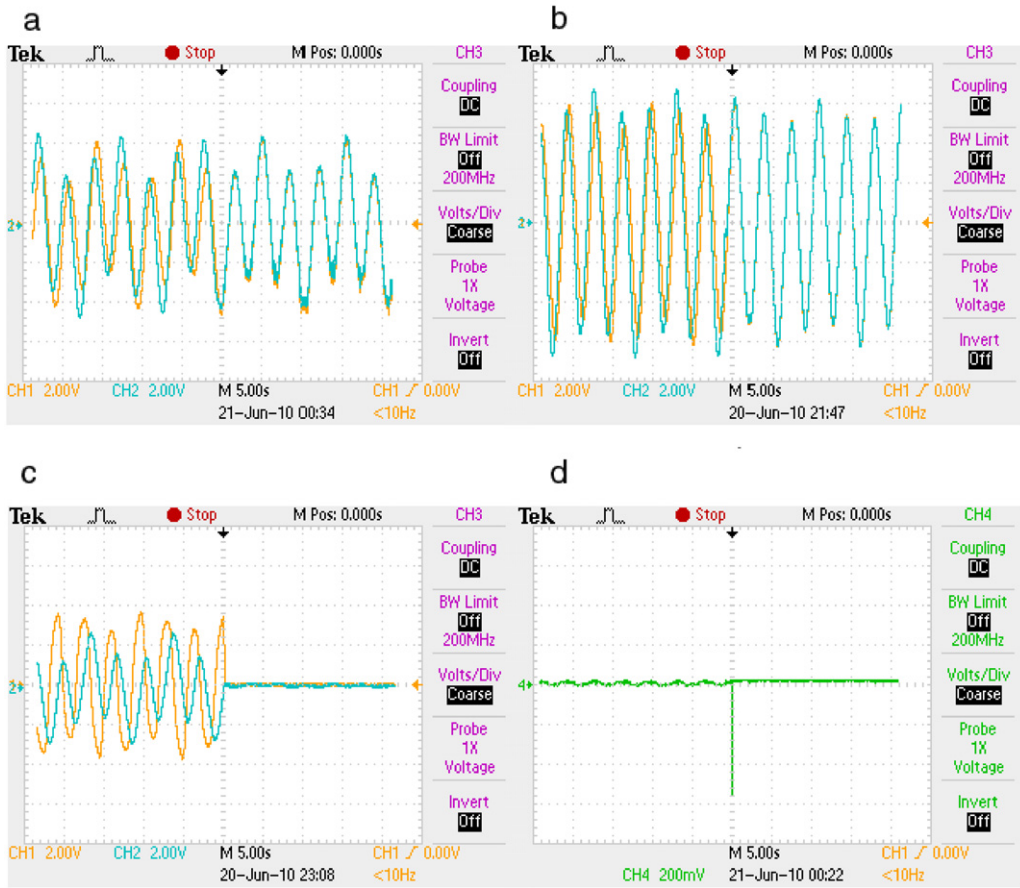 a
Tek Stop M Pos: 0.000s CH3
Coupling
DC
BW Limit
Off
200MHz
Volts/Div
Coarse
Probe
1X
Voltage
Invert
Off
2
CH1 2.00V CH2 2.00V M 5.00s CH1 / 0.00V
21-Jun-10 00:34 <10Hz
b
Tek Stop M Pos: 0.000s CH3
Coupling
DC
BW Limit
Off
200MHz
Volts/Div
Coarse
Probe
1X
Voltage
Invert
Off
2
CH1 2.00V CH2 2.00V M 5.00s CH1 / 0.00V
20-Jun-10 21:47 <10Hz
c
Tek Stop M Pos: 0.000s CH3
Coupling
DC
BW Limit
Off
200MHz
Volts/Div
Coarse
Probe
1X
Voltage
Invert
Off
2
CH1 2.00V CH2 2.00V M 5.00s CH1 / 0.00V
20-Jun-10 23:08 <10Hz
d
Tek Stop M Pos: 0.000s CH4
Coupling
DC
BW Limit
Off
200MHz
Volts/Div
Coarse
Probe
1X
Voltage
Invert
Off
4
M 5.00s CH1 / 0.00V
CH4 200mV 21-Jun-10 00:22 <10Hz